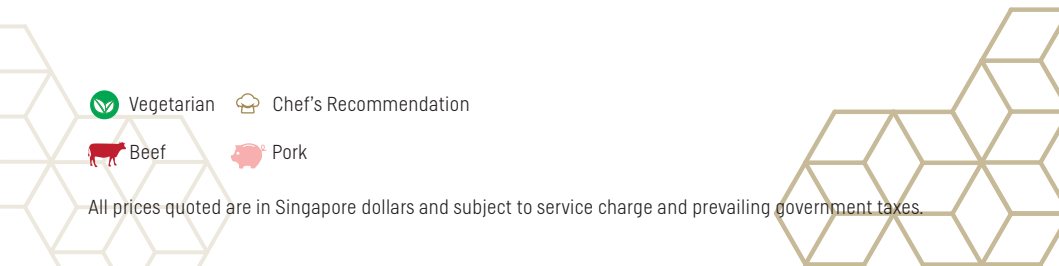 Vegetarian Chef's Recommendation
Beef Pork
All prices quoted are in Singapore dollars and subject to service charge and prevailing government taxes.